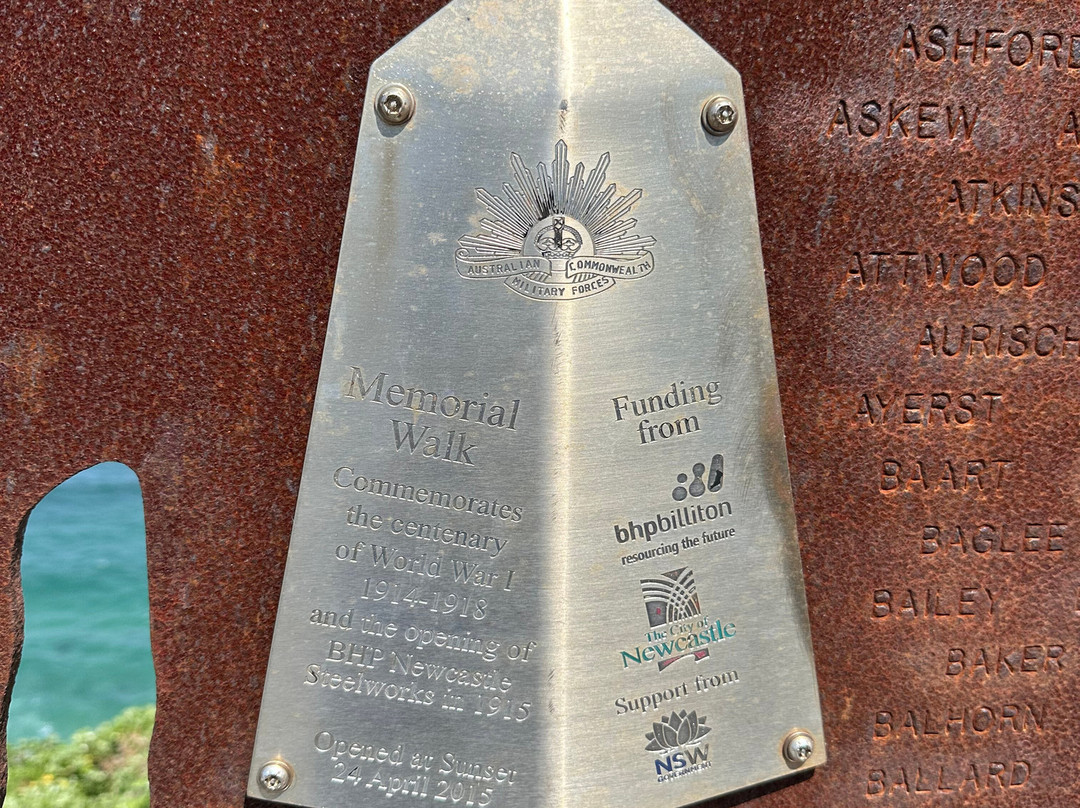 AUSTRALIAN COMMONWEALTH
MILITARY FORCES
Memorial
Walk
Commemorates
the centenary
of World War I
1914-1918
and the opening of
BHP Newcastle
Steelworks in 1915
Opened at Sunset
24 April 2015
Funding
from
bhpbilliton
resourcing the future
The City of
Newcastle
Support from
NSW
GOVERNMENT
ASHFORD
ASKEW A
ATKINS
ATTWOOD
AURISCH
AYERST
BAART
BAGLEE
BAILEY
BAKER
BALHORN
BALLARD